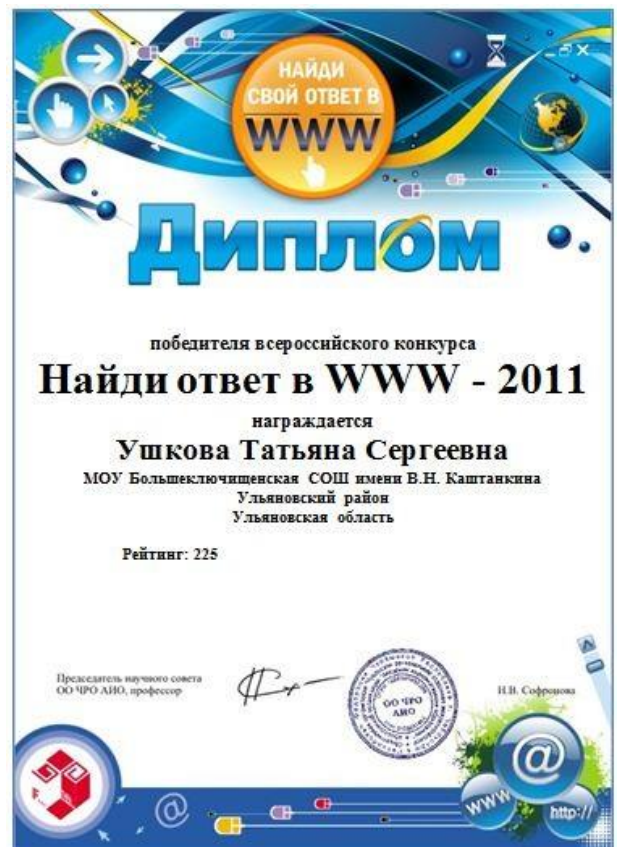 НАЙДИ
СВОЙ ОТВЕТ В
WWW
Диплом
победителя всероссийского конкурса
Найди ответ в WWW - 2011
награждается
Ушкова Татьяна Сергеевна
МОУ Большеключищенская СОШ имени В.Н. Каштанкина
Ульяновский район
Ульяновская область
Рейтинг: 225
Председатель научного совета
ОО ЧРО АИО, профессор
Н.В. Софронова
ОО ЧРО
АИО
@
WWW
http://
@